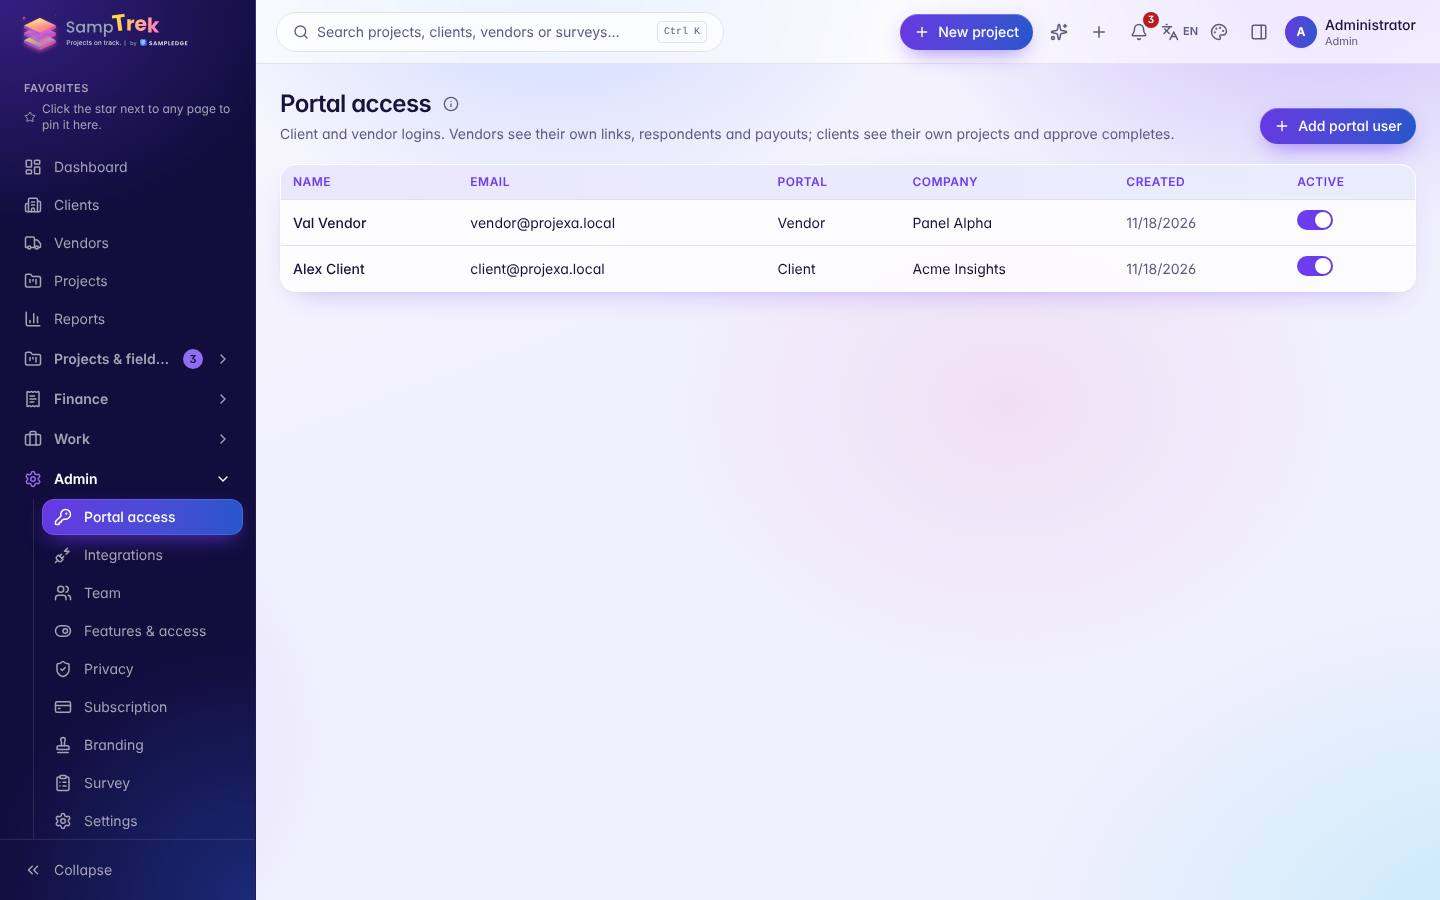 SampTrek
Projects on track. | by SAMPLEDGE
Search projects, clients, vendors or surveys...
Ctrl K
New project
3
EN
A
Administrator
Admin
FAVORITES
Click the star next to any page to
pin it here.
Dashboard
Clients
Vendors
Projects
Reports
Projects & field... 3
Finance
Work
Admin
Portal access
Integrations
Team
Features & access
Privacy
Subscription
Branding
Survey
Settings
Collapse
Portal access
Client and vendor logins. Vendors see their own links, respondents and payouts; clients see their own projects and approve completes.
Add portal user
NAME EMAIL PORTAL COMPANY CREATED ACTIVE
Val Vendor vendor@projexa.local Vendor Panel Alpha 11/18/2026
Alex Client client@projexa.local Client Acme Insights 11/18/2026